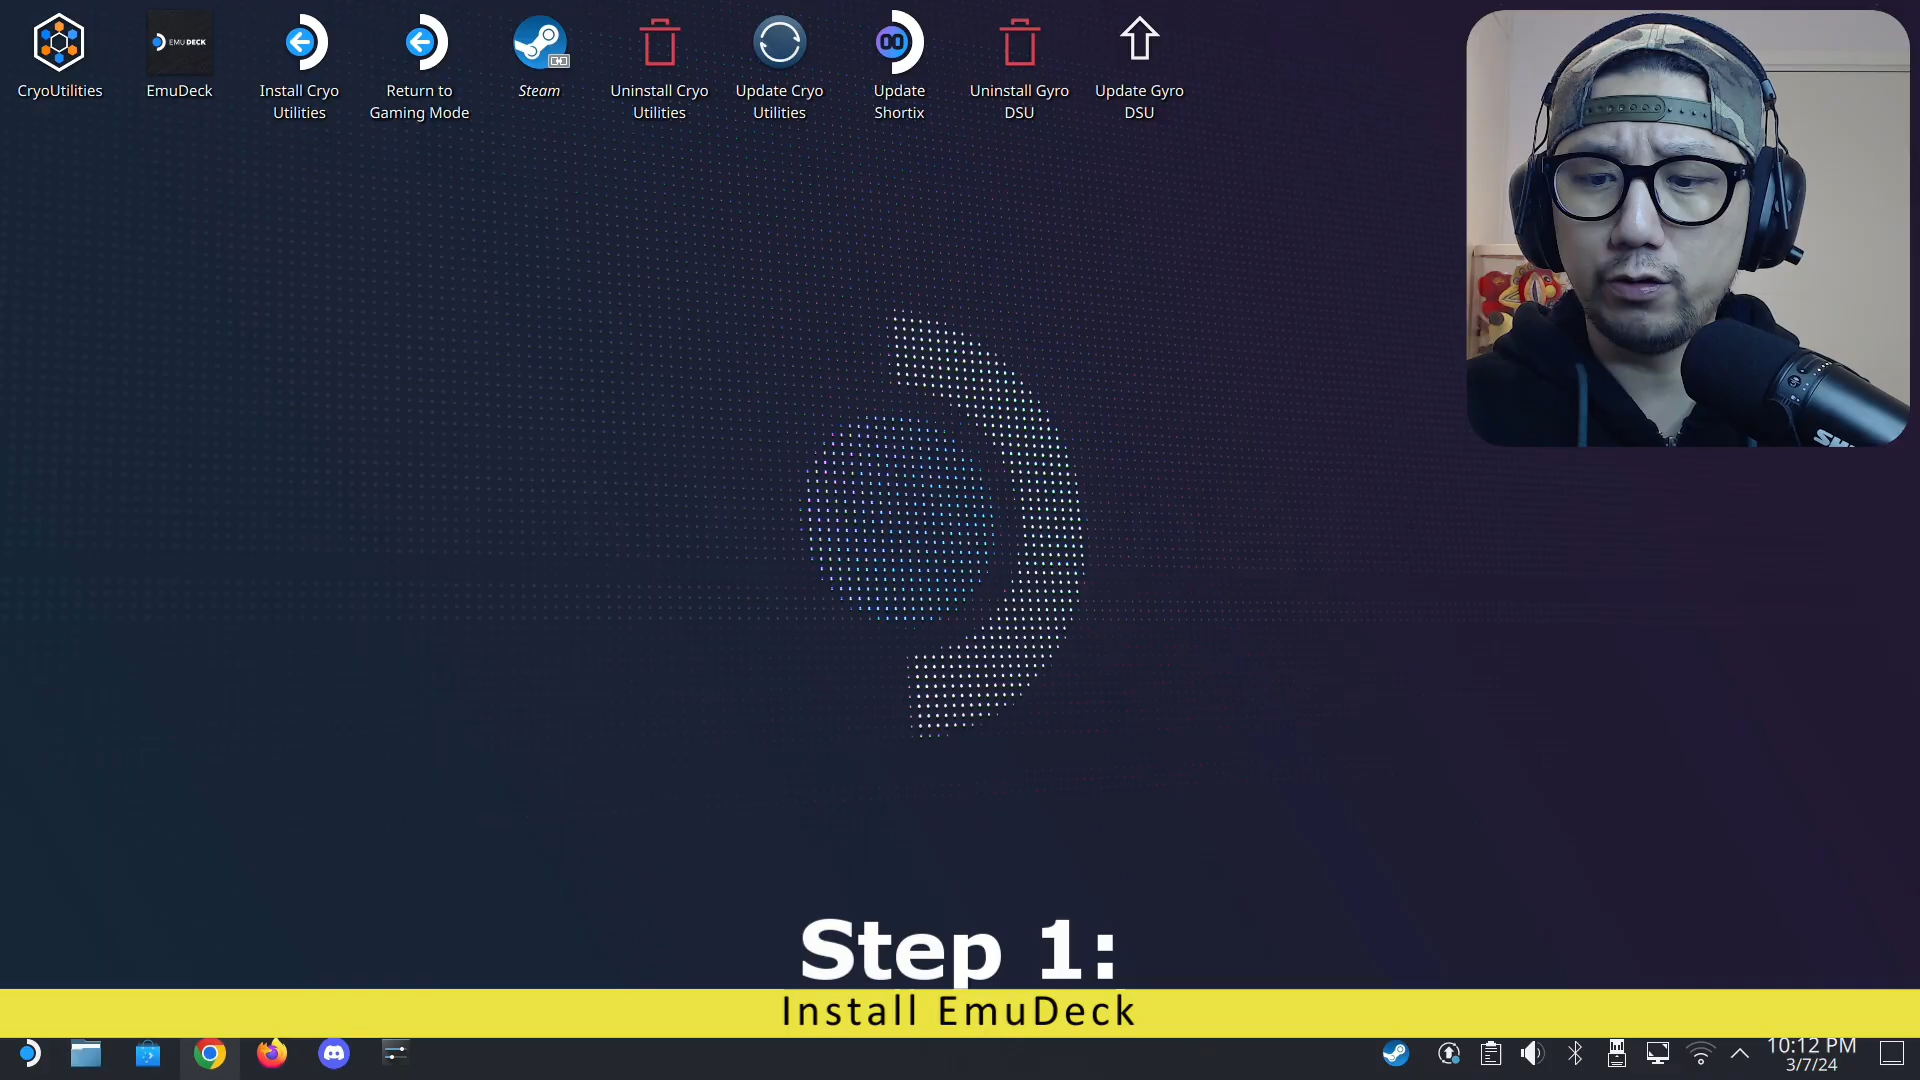 CryoUtilities
EMUDECK
EmuDeck
Install Cryo
Utilities
Return to
Gaming Mode
Steam
Uninstall Cryo
Utilities
Update Cryo
Utilities
Update
Shortix
Uninstall Gyro
DSU
Update Gyro
DSU
Step 1:
Install EmuDeck
10:12 PM
3/7/24